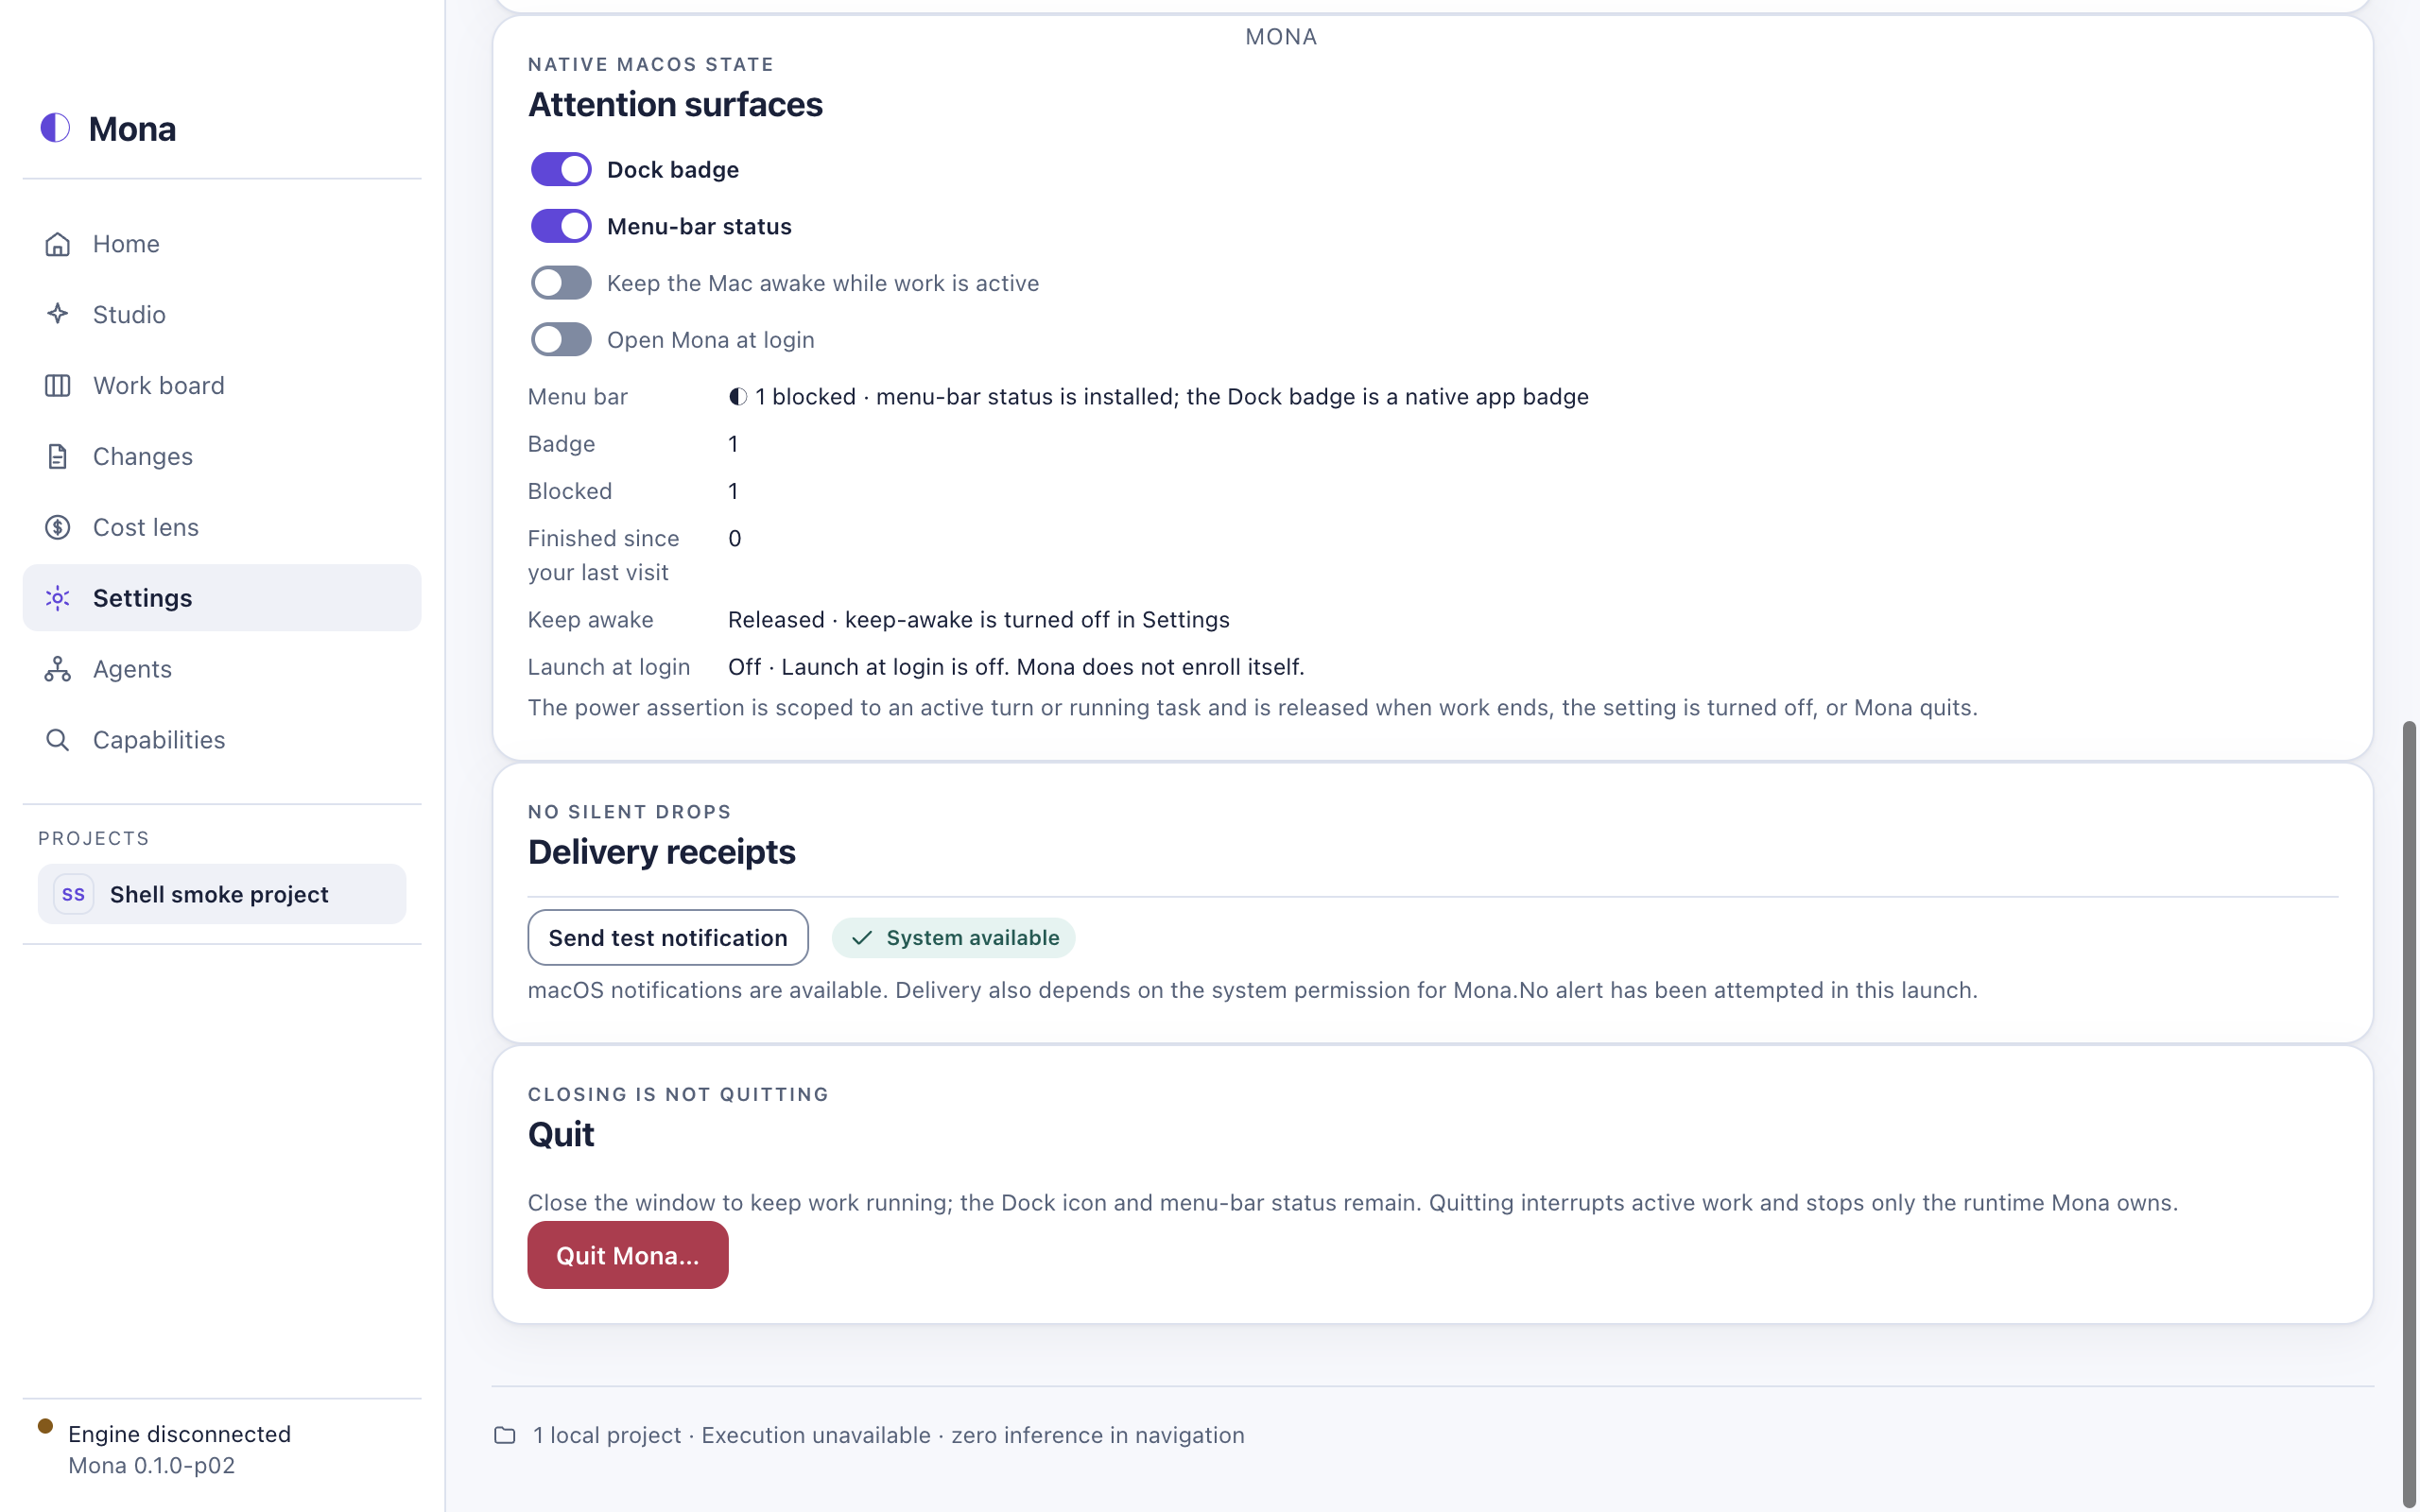 Mona
Home
Studio
Work board
Changes
Cost lens
Settings
Agents
Capabilities
PROJECTS
SS Shell smoke project
Engine disconnected
Mona 0.1.0-p02
MONA
NATIVE MACOS STATE
Attention surfaces
Dock badge
Menu-bar status
Keep the Mac awake while work is active
Open Mona at login
Menu bar 1 blocked · menu-bar status is installed; the Dock badge is a native app badge
Badge 1
Blocked 1
Finished since 0
your last visit
Keep awake Released · keep-awake is turned off in Settings
Launch at login Off · Launch at login is off. Mona does not enroll itself.
The power assertion is scoped to an active turn or running task and is released when work ends, the setting is turned off, or Mona quits.
NO SILENT DROPS
Delivery receipts
Send test notification System available
macOS notifications are available. Delivery also depends on the system permission for Mona.No alert has been attempted in this launch.
CLOSING IS NOT QUITTING
Quit
Close the window to keep work running; the Dock icon and menu-bar status remain. Quitting interrupts active work and stops only the runtime Mona owns.
Quit Mona...
1 local project · Execution unavailable · zero inference in navigation